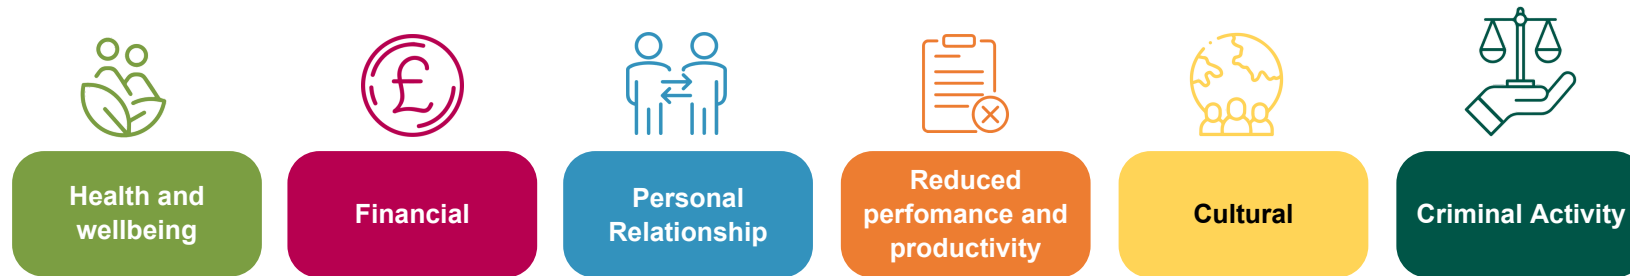 Health and
wellbeing
£
Financial
Personal
Relationship
Reduced
perfomance and
productivity
Cultural
Criminal Activity